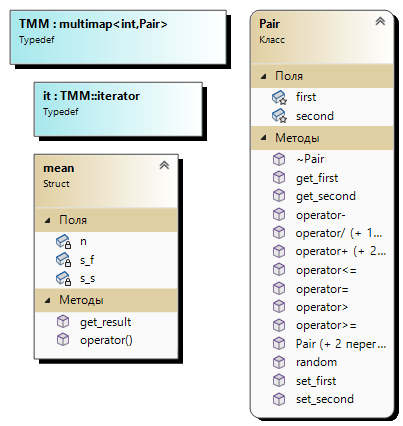 TMM : multimap<int,Pair>
Typedef
it : TMM::iterator
Typedef
mean
Struct
Поля
n
s_f
s_s
Методы
get_result
operator()
Pair
Класс
Поля
first
second
Методы
~Pair
get_first
get_second
operator-
operator/ (+ 1...
operator+ (+ 2...
operator<=
operator=
operator>
operator>=
Pair (+ 2 перег...
random
set_first
set_second